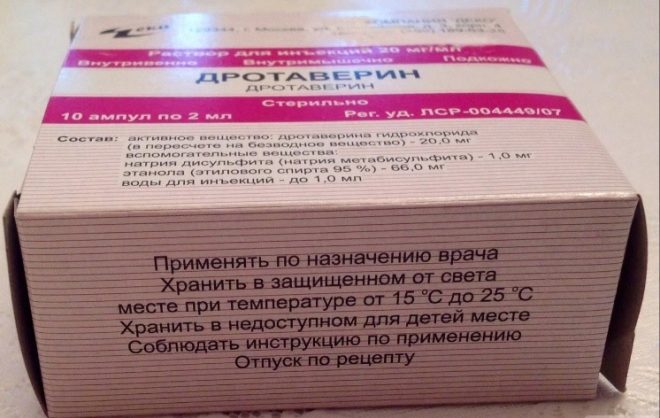 КОМПАНИЯ "ДЕКО"
г. Москва, ул.
Раствор для инъекций 20 мг/мл
Внутривенно Внутримышечно Подкожно
ДРОТАВЕРИН
ДРОТАВЕРИН
Стерильно
10 ампул по 2 мл Рег. уд. ЛСР-004449/07
Состав: активное вещество: дротаверина гидрохлорида
(в пересчете на безводное вещество) - 20,0 мг
вспомогательные вещества:
натрия дисульфита (натрия метабисульфита) - 1,0 мг
этанола (этилового спирта 95 %) - 66,0 мг
воды для инъекций - до 1,0 мл
Применять по назначению врача
Хранить в защищенном от света
месте при температуре от 15 °C до 25 °C
Хранить в недоступном для детей месте
Соблюдать инструкцию по применению
Отпуск по рецепту